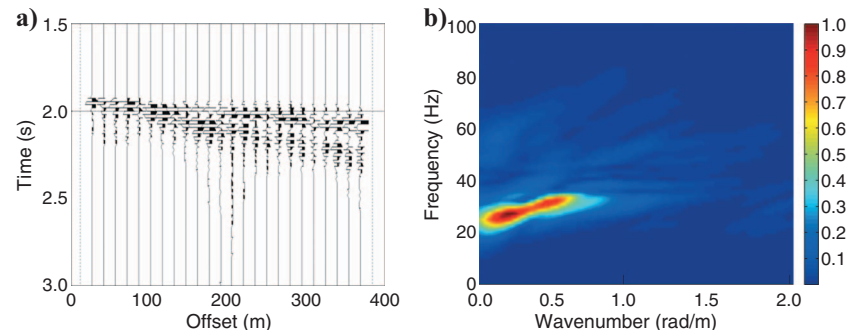 a)
1.5
2.0
2.5
3.0
Time (s)
0 100 200 300 400
Offset (m)
b)
100
80
60
40
20
0
Frequency (Hz)
0.0 0.5 1.0 1.5 2.0
Wavenumber (rad/m)
1.0
0.9
0.8
0.7
0.6
0.5
0.4
0.3
0.2
0.1